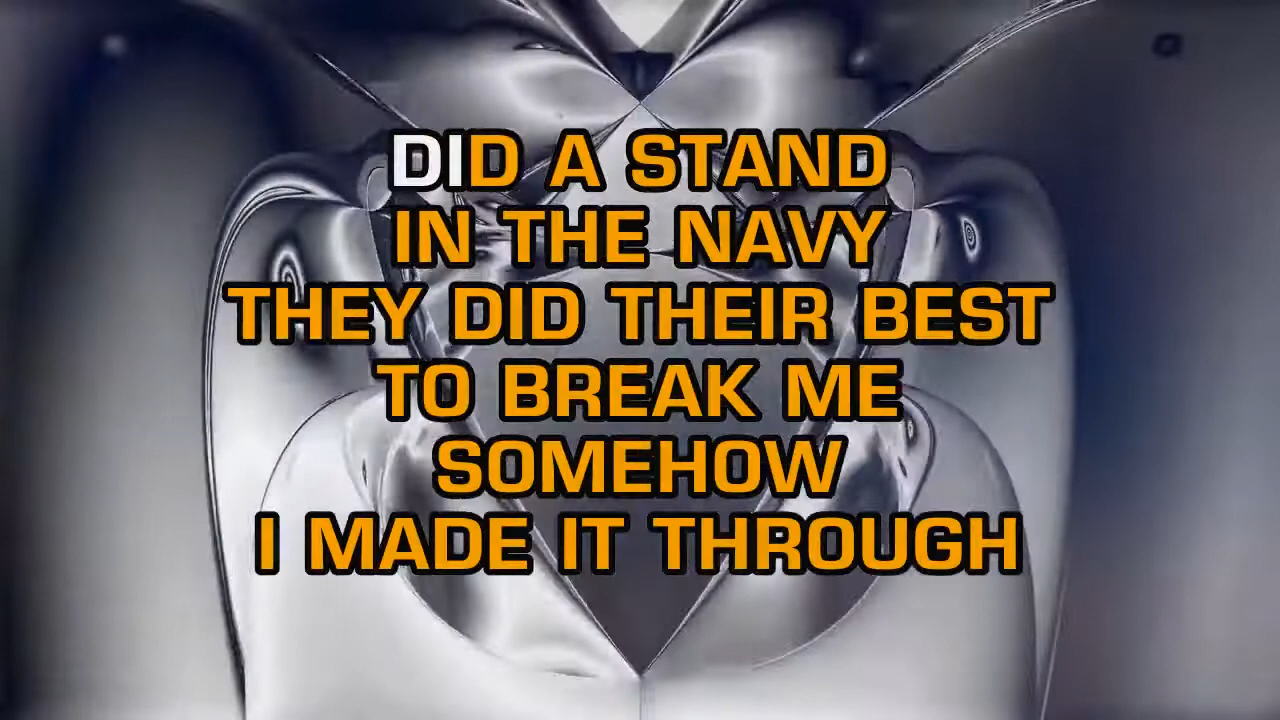 DID A STAND
IN THE NAVY
THEY DID THEIR BEST
TO BREAK ME
SOMEHOW
I MADE IT THROUGH